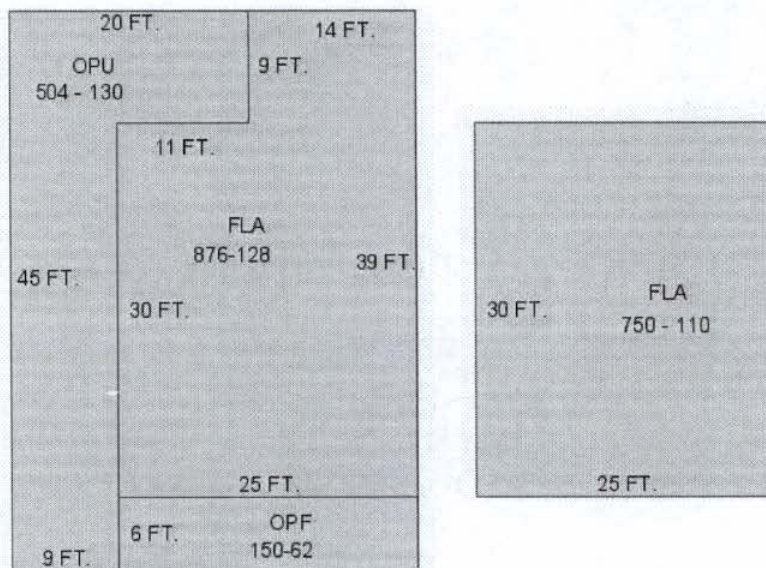 20 FT.
14 FT.
OPU
504 - 130
9 FT.
11 FT.
FLA
876-128
39 FT.
45 FT.
30 FT.
25 FT.
OPF
6 FT.
150-62
9 FT.
FLA
30 FT.
750 - 110
25 FT.